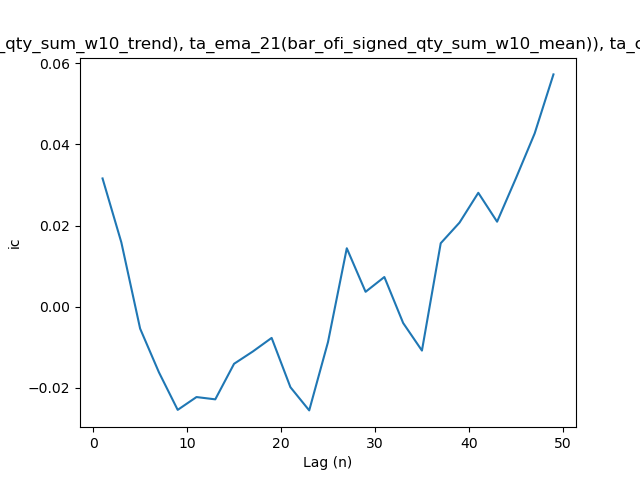 _qty_sum_w10_trend), ta_ema_21(bar_ofi_signed_qty_sum_w10_mean)), ta_c
0.06
0.04
0.02
0.00
−0.02
ic
0 10 20 30 40 50
Lag (n)